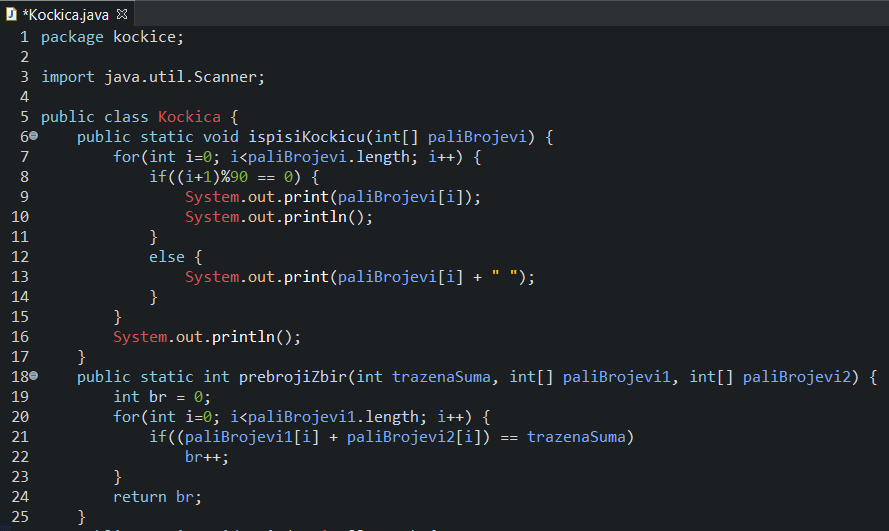 *Kockica.java
1 package kockice;
2
3 import java.util.Scanner;
4
5 public class Kockica {
6 public static void ispisiKockicu(int[] paliBrojevi) {
7 for(int i=0; i<paliBrojevi.length; i++) {
8 if((i+1)%90 == 0) {
9 System.out.print(paliBrojevi[i]);
10 System.out.println();
11 }
12 else {
13 System.out.print(paliBrojevi[i] + " ");
14 }
15 }
16 System.out.println();
17 }
18 public static int prebrojiZbir(int trazenaSuma, int[] paliBrojevi1, int[] paliBrojevi2) {
19 int br = 0;
20 for(int i=0; i<paliBrojevi1.length; i++) {
21 if((paliBrojevi1[i] + paliBrojevi2[i]) == trazenaSuma)
22 br++;
23 }
24 return br;
25 }